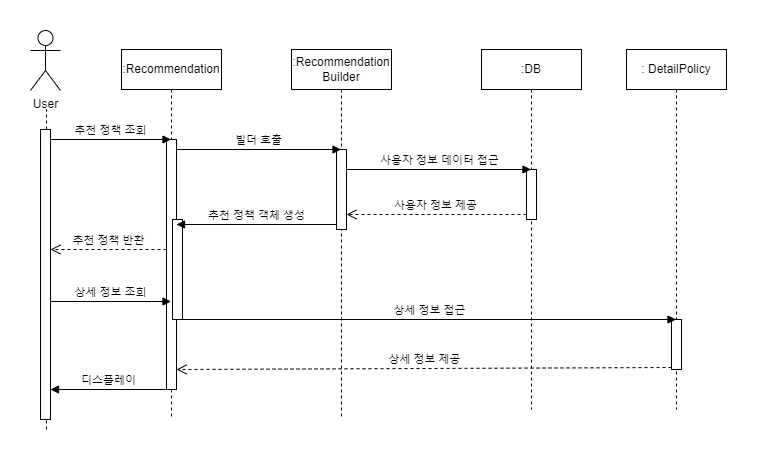 :Recommendation
:Recommendation
Builder
:DB
: DetailPolicy
User
추천 정책 조회
빌더 호출
사용자 정보 데이터 접근
사용자 정보 제공
추천 정책 객체 생성
추천 정책 반환
상세 정보 조회
상세 정보 접근
상세 정보 제공
디스플레이